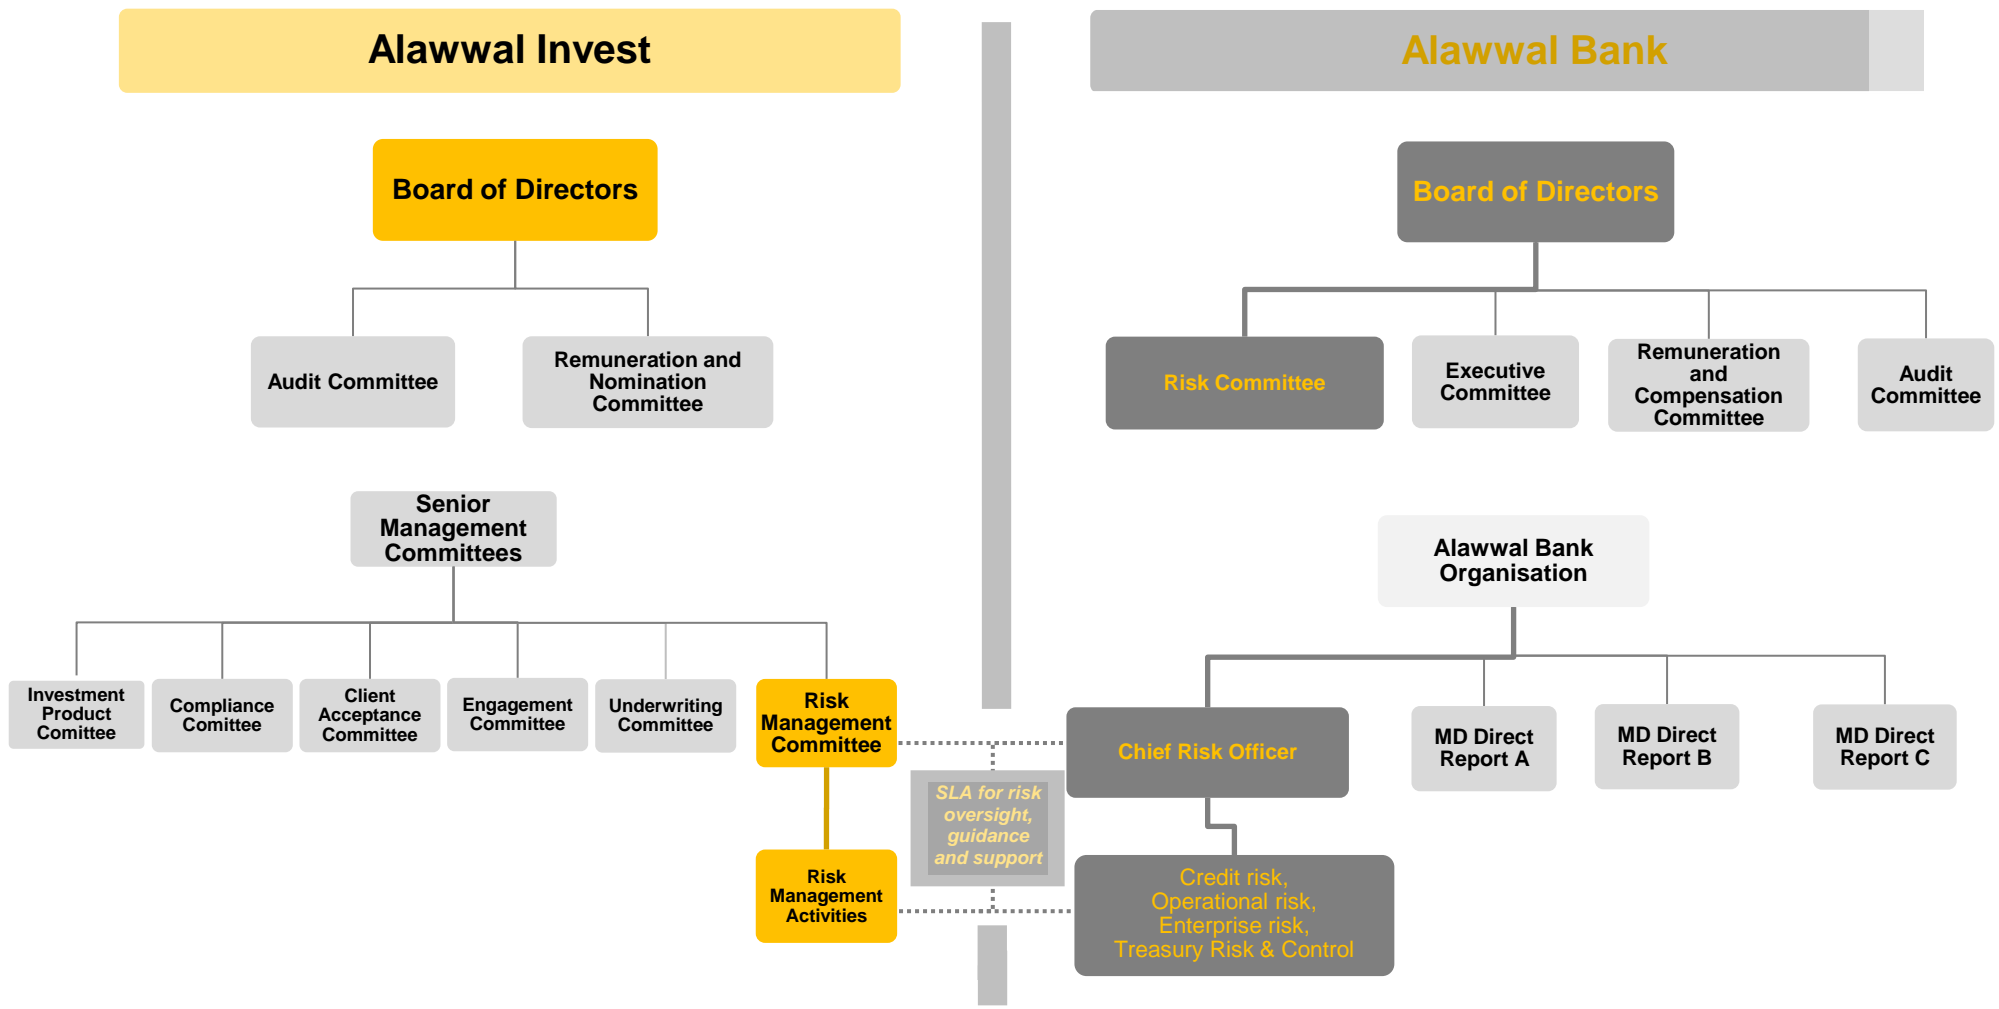 Alawwal Invest
Alawwal Bank
Board of Directors
Board of Directors
Audit Committee
Remuneration and
Nomination
Committee
Risk Committee
Executive
Committee
Remuneration
and
Compensation
Committee
Audit
Committee
Senior
Management
Committees
Alawwal Bank
Organisation
Investment
Product
Comittee
Compliance
Comittee
Client
Acceptance
Committee
Engagement
Committee
Underwriting
Committee
Risk
Management
Committee
Chief Risk Officer
MD Direct
Report A
MD Direct
Report B
MD Direct
Report C
SLA for risk
oversight,
guidance
and support
Risk
Management
Activities
Credit risk,
Operational risk,
Enterprise risk,
Treasury Risk & Control